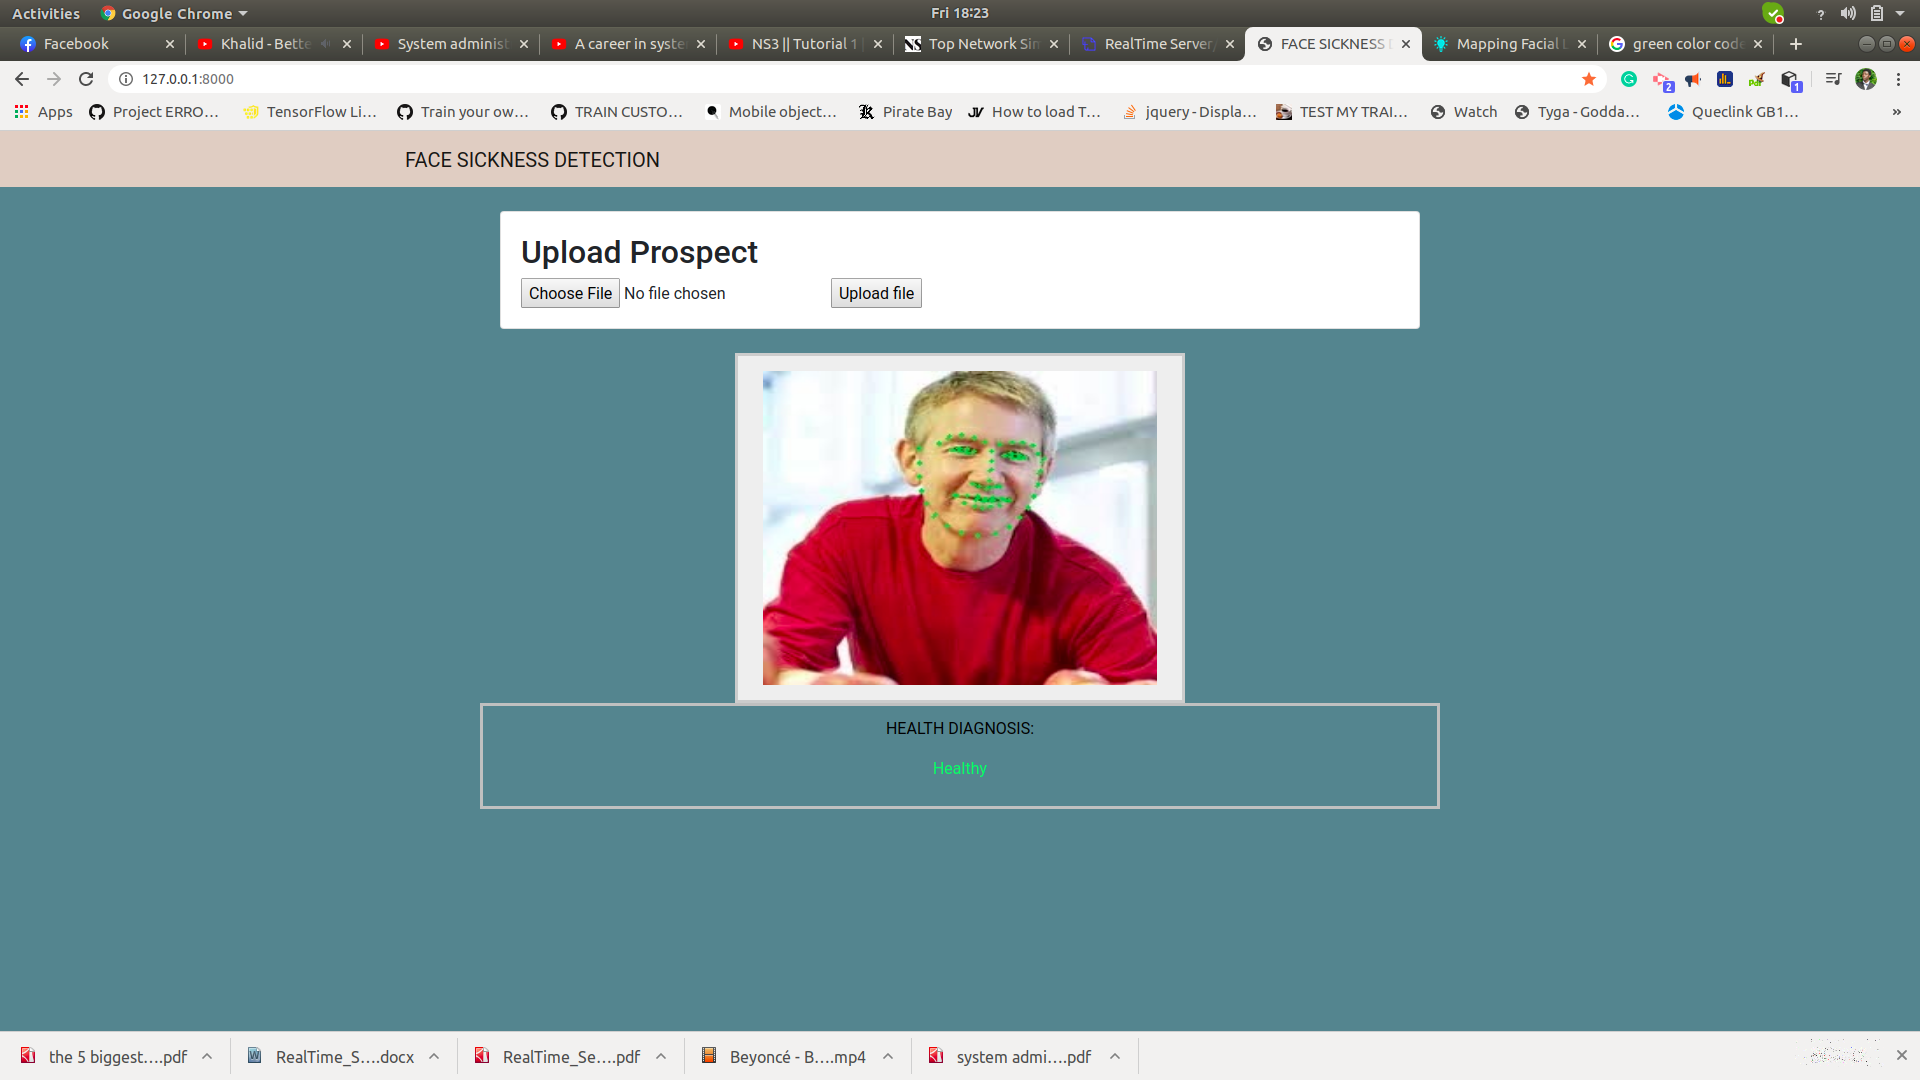 Activities Google Chrome Fri 18:23 ?
Facebook Khalid - Bette System administ A career in syste NS3 || Tutorial 1 Top Network Sim RealTime Server/ FACE SICKNESS Mapping Facial green color code
127.0.0.1:8000 2 1
Apps Project ERRO… TensorFlow Li… Train your ow… TRAIN CUSTO… Mobile object… Pirate Bay How to load T… jquery - Displa… TEST MY TRAI… Watch Tyga - Godda… Queclink GB1… »
FACE SICKNESS DETECTION
Upload Prospect
Choose File No file chosen Upload file
HEALTH DIAGNOSIS:
Healthy
the 5 biggest….pdf RealTime_S….docx RealTime_Se….pdf Beyoncé - B….mp4 system admi….pdf